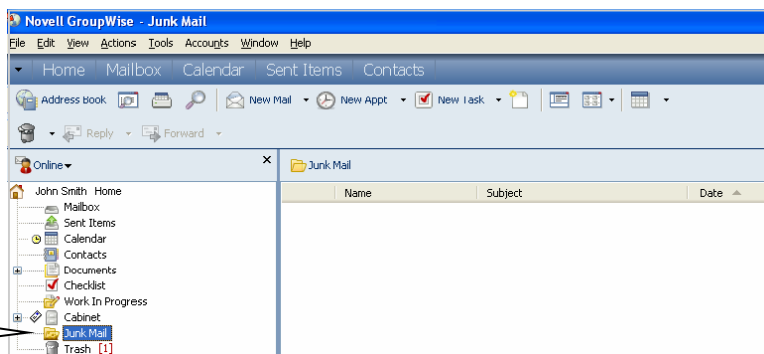 Novell GroupWise - Junk Mail
File Edit View Actions Tools Accounts Window Help
Home Mailbox Calendar Sent Items Contacts
Address Book New Mail New Appt New Task
Reply Forward
Online Junk Mail
John Smith Home Name Subject Date
Mailbox
Sent Items
Calendar
Contacts
Documents
Checklist
Work In Progress
Cabinet
Junk Mail
Trash [1]